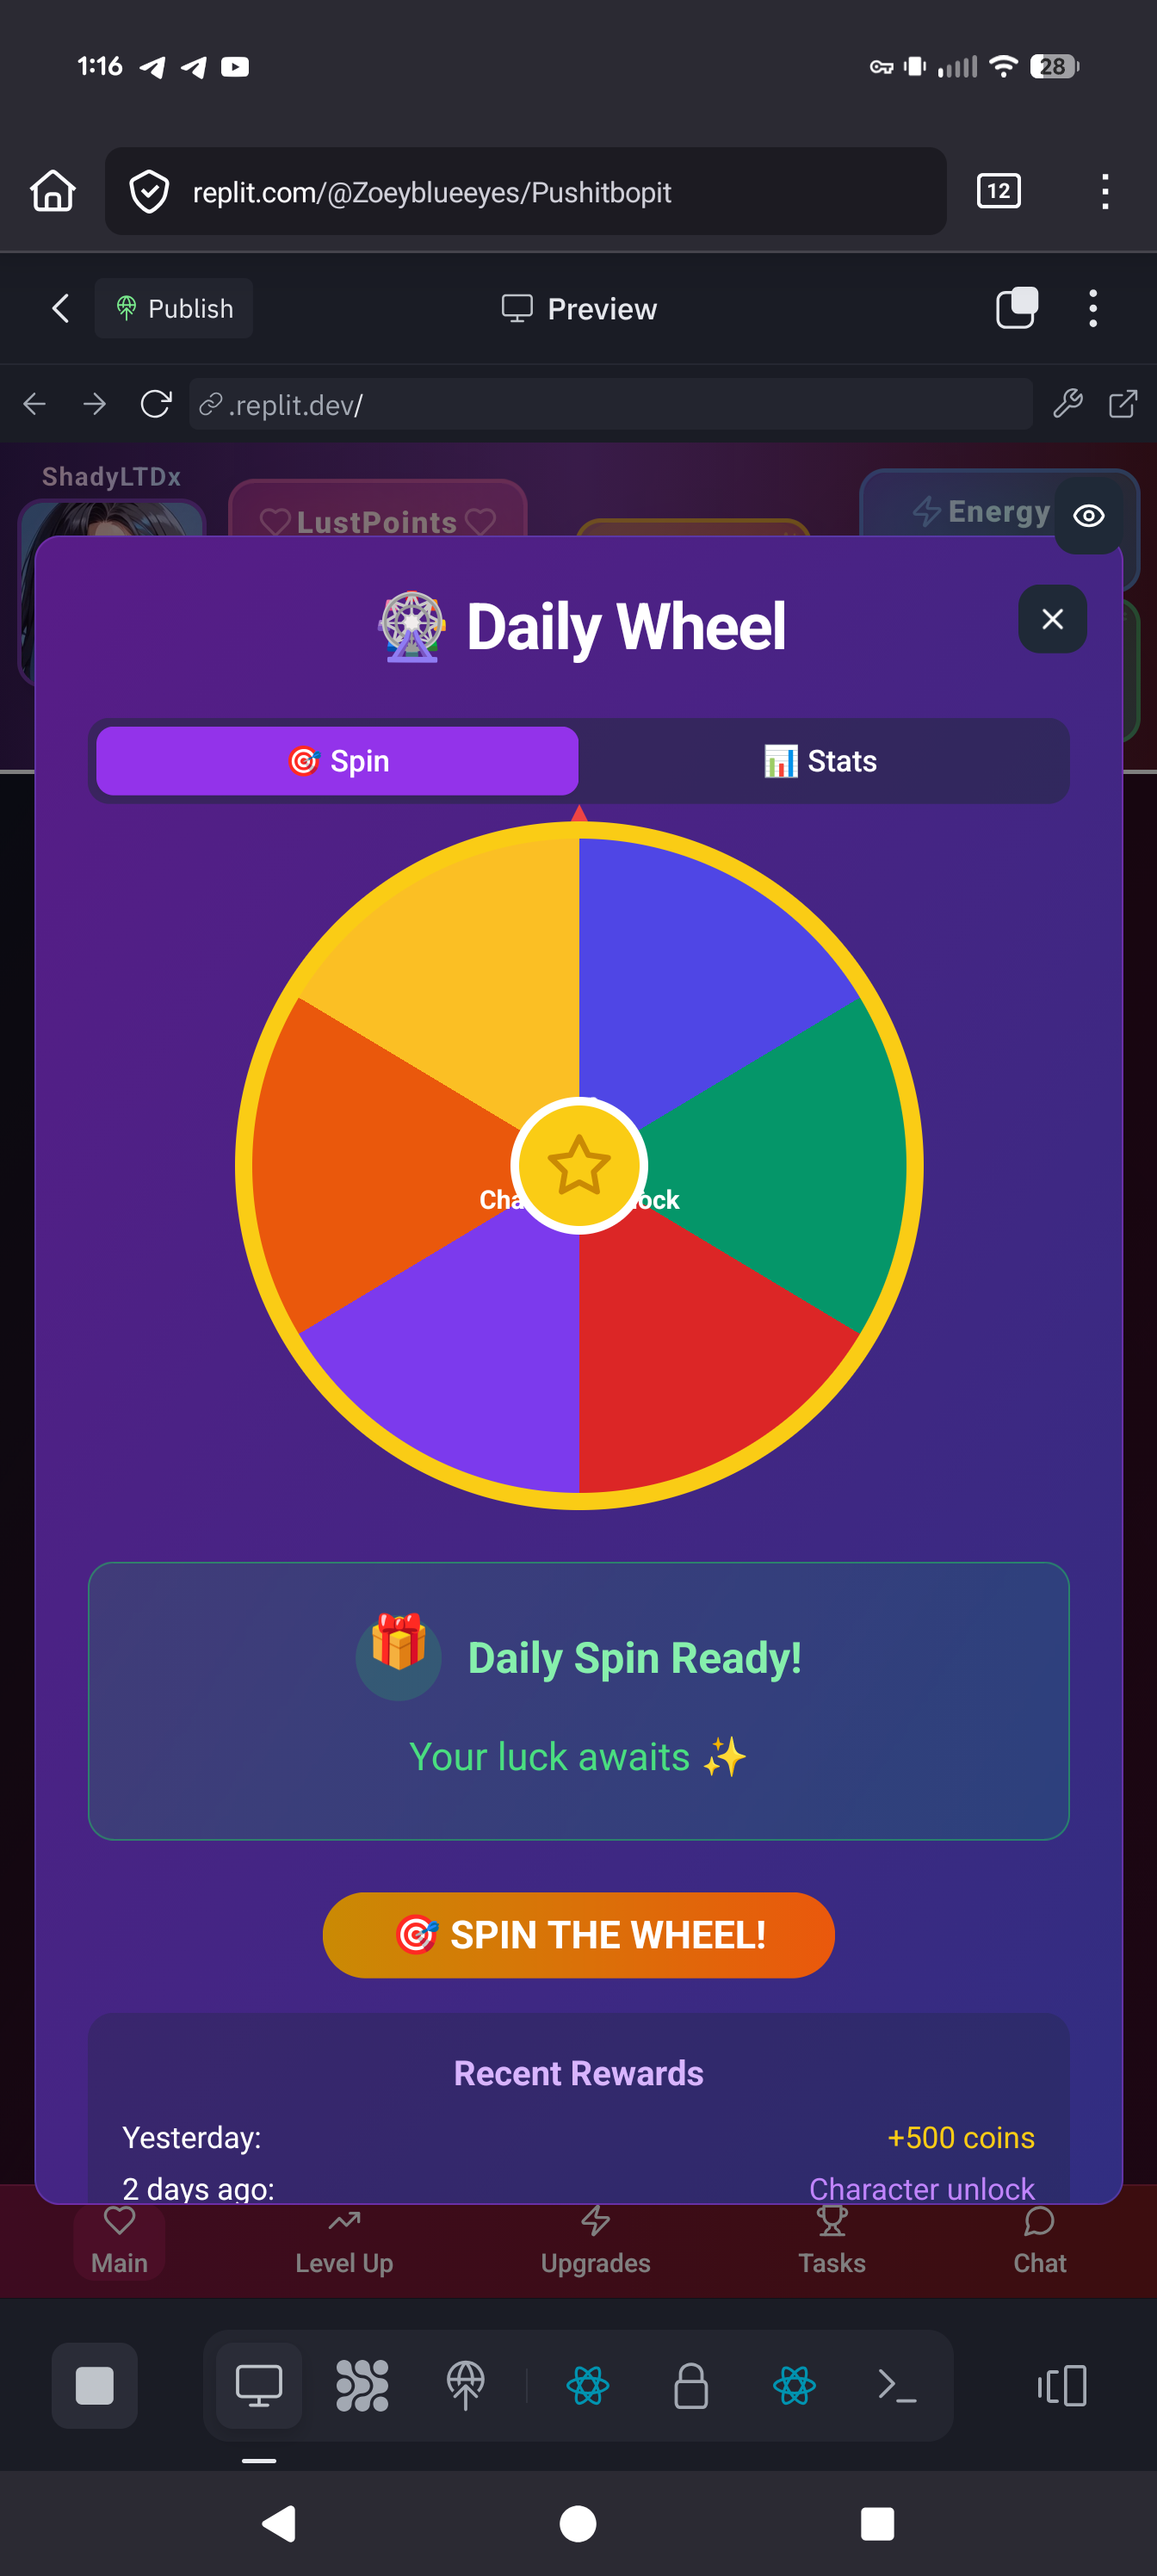 1:16
28
replit.com/@Zoeyblueeyes/Pushitbopit
12
Publish
Preview
.replit.dev/
ShadyLTDx
LustPoints
Energy
Daily Wheel
Spin
Stats
Cha
ock
Daily Spin Ready!
Your luck awaits ✨
SPIN THE WHEEL!
Recent Rewards
Yesterday: +500 coins
2 days ago: Character unlock
Main
Level Up
Upgrades
Tasks
Chat